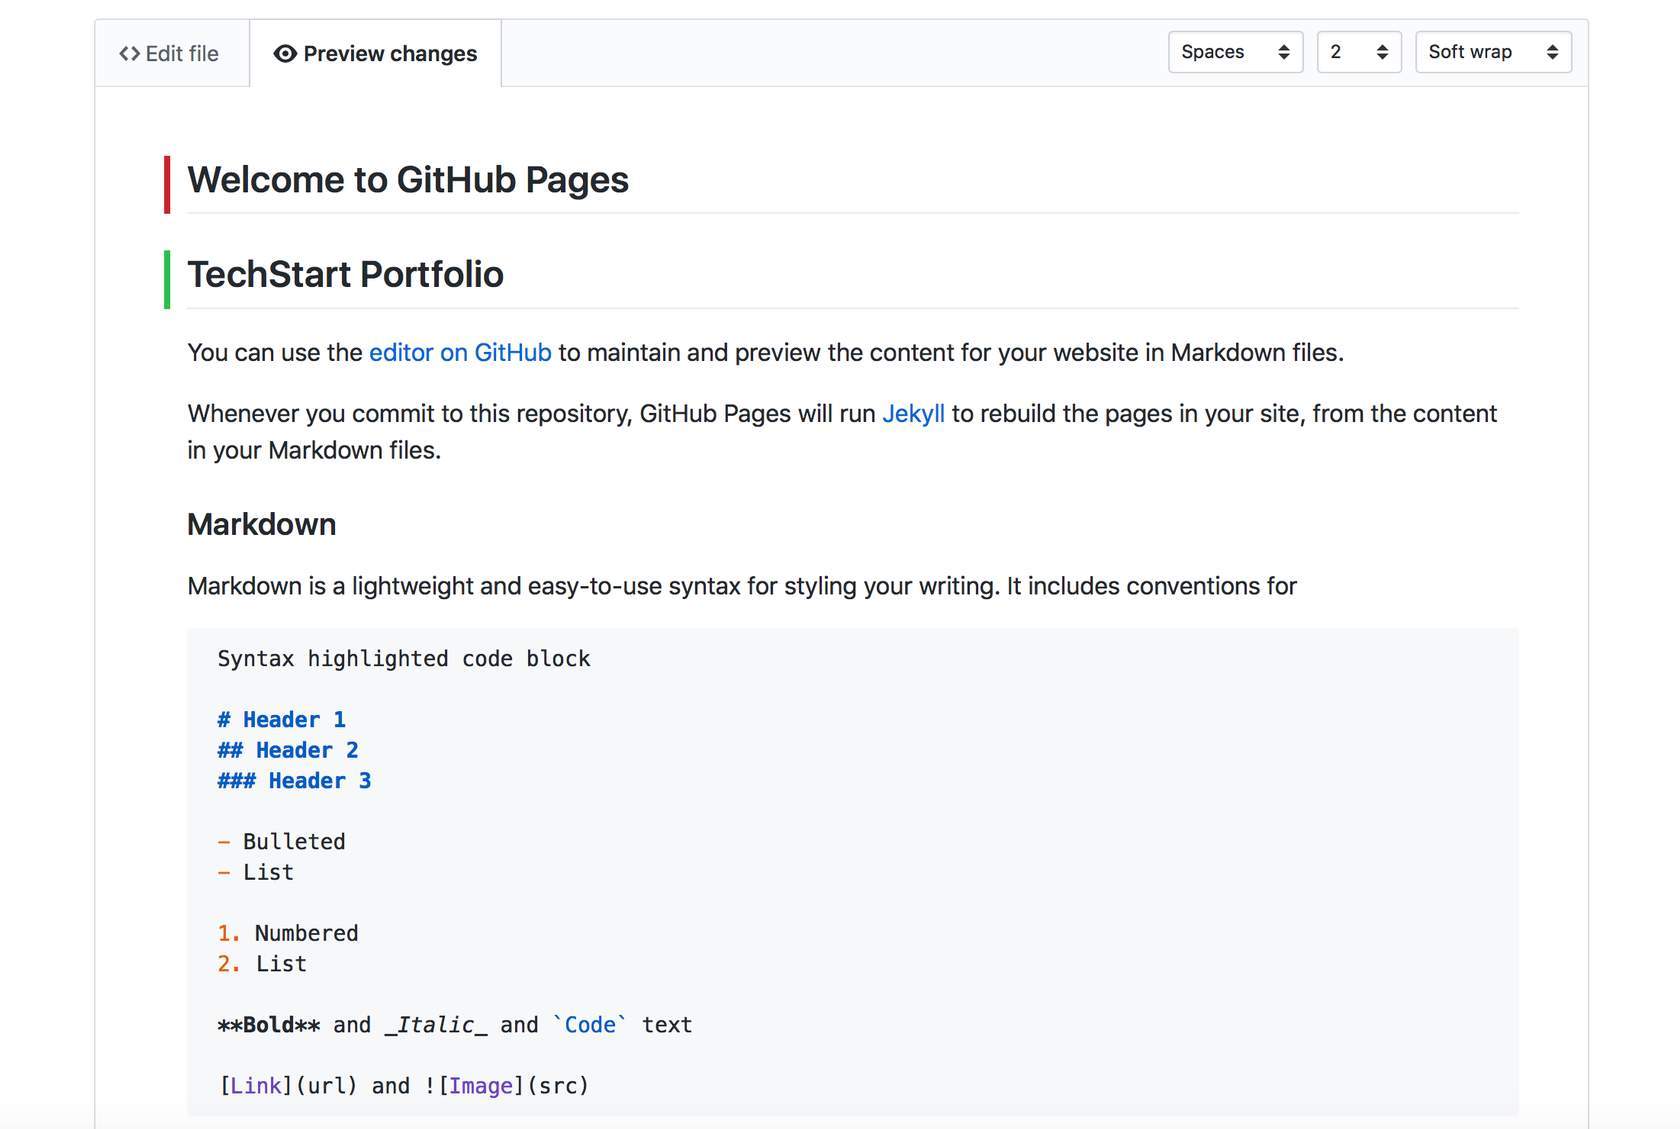 <> Edit file Preview changes Spaces 2 Soft wrap
Welcome to GitHub Pages
TechStart Portfolio
You can use the editor on GitHub to maintain and preview the content for your website in Markdown files.
Whenever you commit to this repository, GitHub Pages will run Jekyll to rebuild the pages in your site, from the content
in your Markdown files.
Markdown
Markdown is a lightweight and easy-to-use syntax for styling your writing. It includes conventions for
Syntax highlighted code block
# Header 1
## Header 2
### Header 3
- Bulleted
- List
1. Numbered
2. List
**Bold** and _Italic_ and `Code` text
[Link](url) and ![Image](src)